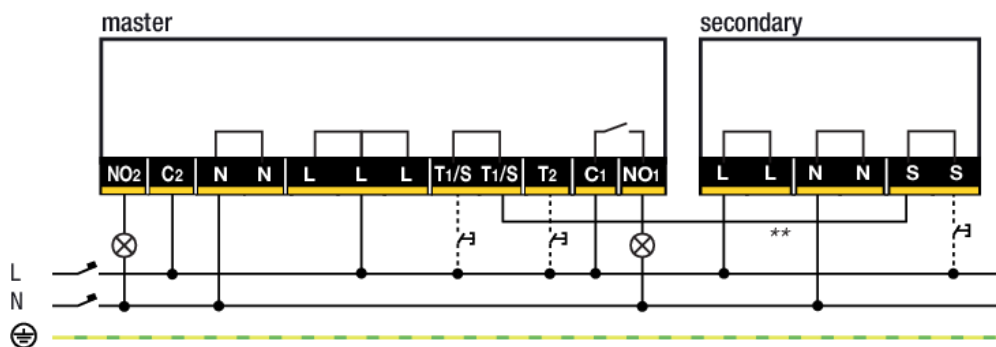 master secondary
NO2 C2 N N L L L T1/S T1/S T2 C1 NO1 L L N N S S
**
L
N